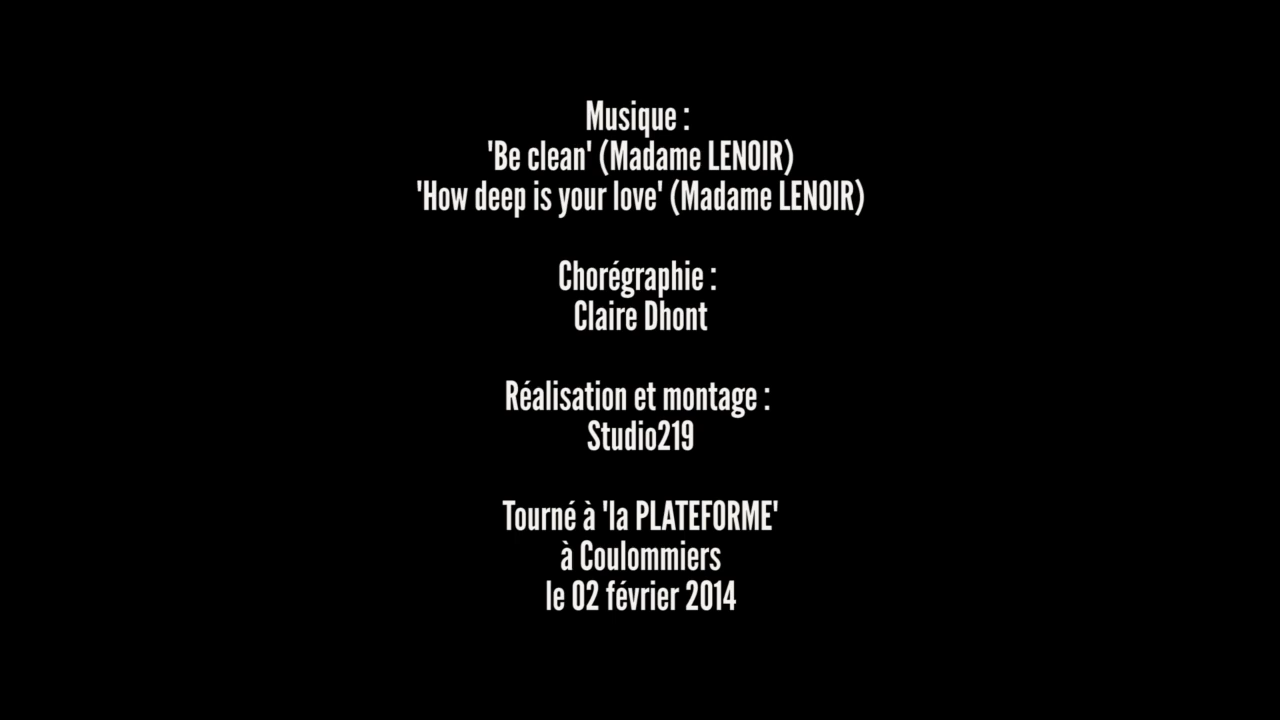 Musique :
'Be clean' (Madame LENOIR)
'How deep is your love' (Madame LENOIR)
Chorégraphie :
Claire Dhont
Réalisation et montage :
Studio219
Tourné à 'la PLATEFORME'
à Coulommiers
le 02 février 2014